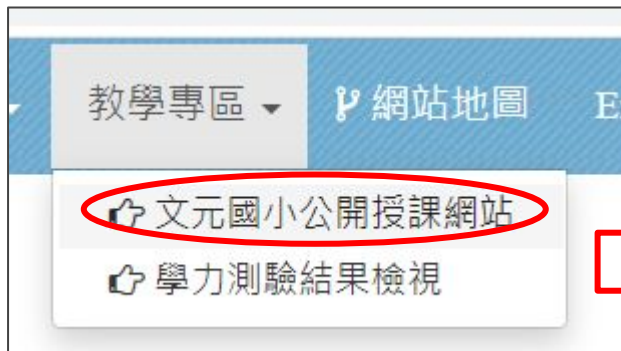 教學專區 網站地圖 E
文元國小公開授課網站
學力測驗結果檢視